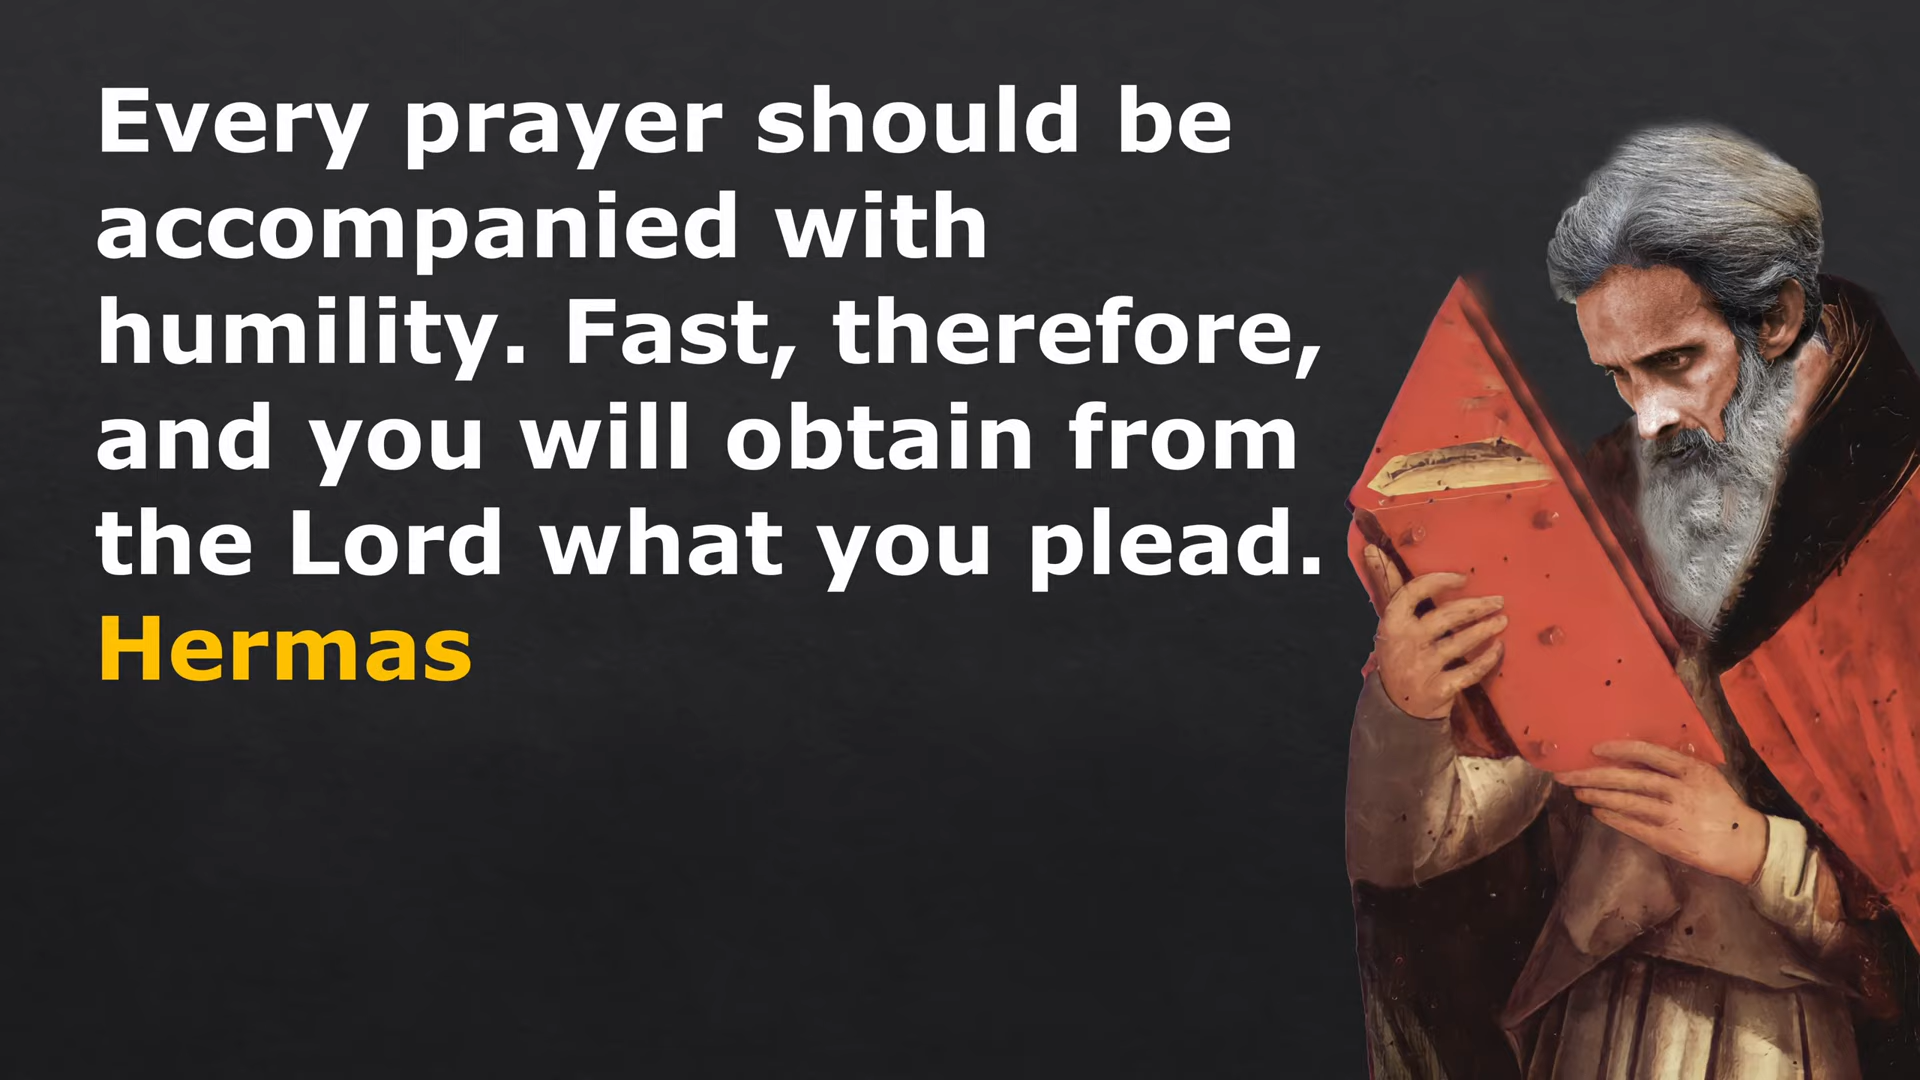 Every prayer should be
accompanied with
humility. Fast, therefore,
and you will obtain from
the Lord what you plead.
Hermas